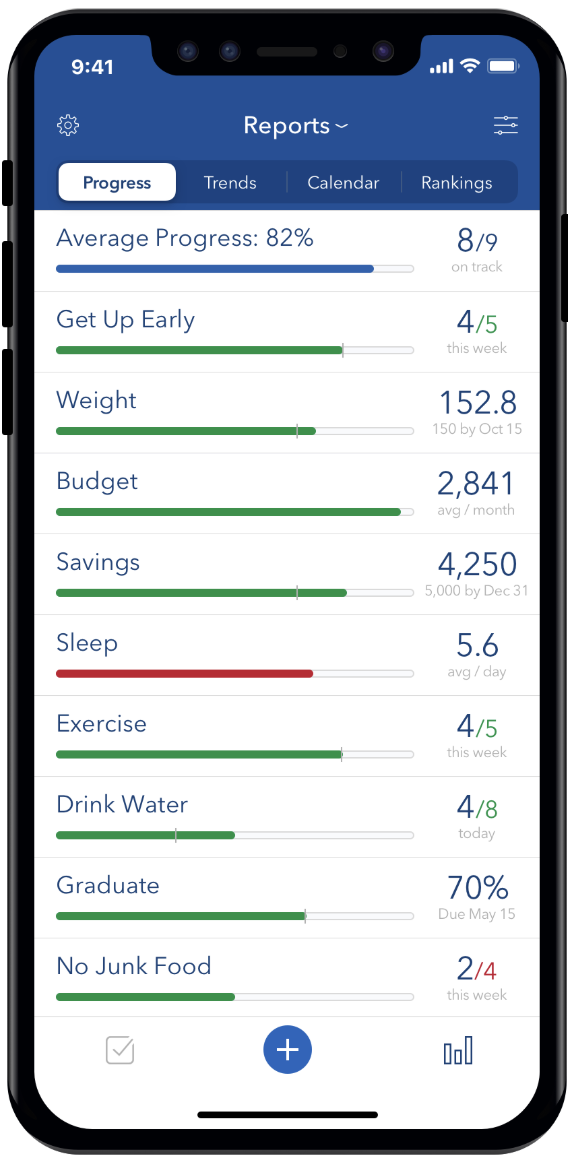 9:41
Reports
Progress Trends Calendar Rankings
Average Progress: 82% 8/9
on track
Get Up Early 4/5
this week
Weight 152.8
150 by Oct 15
Budget 2,841
avg / month
Savings 4,250
5,000 by Dec 31
Sleep 5.6
avg / day
Exercise 4/5
this week
Drink Water 4/8
today
Graduate 70%
Due May 15
No Junk Food 2/4
this week